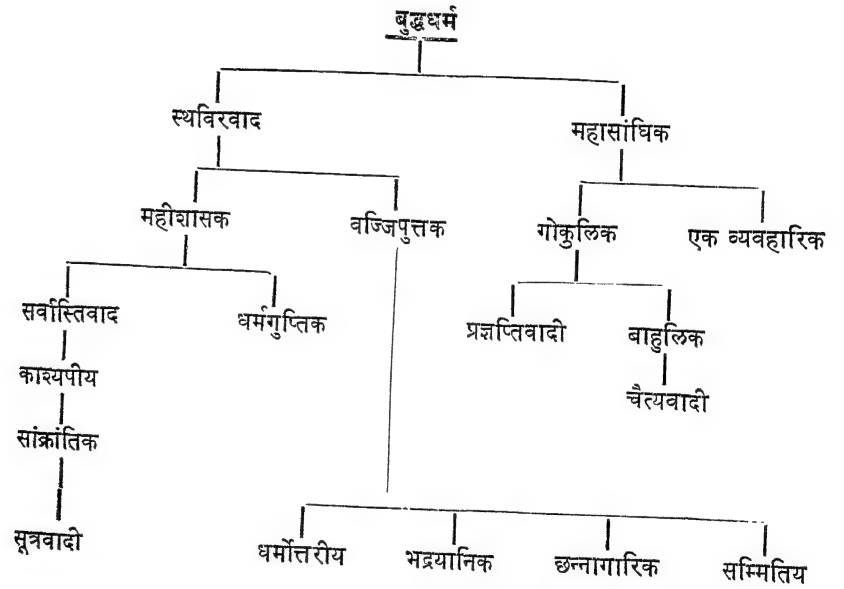 बुद्धधर्म
स्थविरवाद महासांघिक
महीशासक वज्जिपुत्तक गोकुलिक एक व्यवहारिक
सर्वास्तिवाद धर्मगुप्तिक प्रज्ञप्तिवादी बाहुलिक
काश्यपीय
चैत्यवादी
सांक्रांतिक
सूत्रवादी धर्मोत्तरीय भद्रयानिक छन्नागारिक सम्मितिय